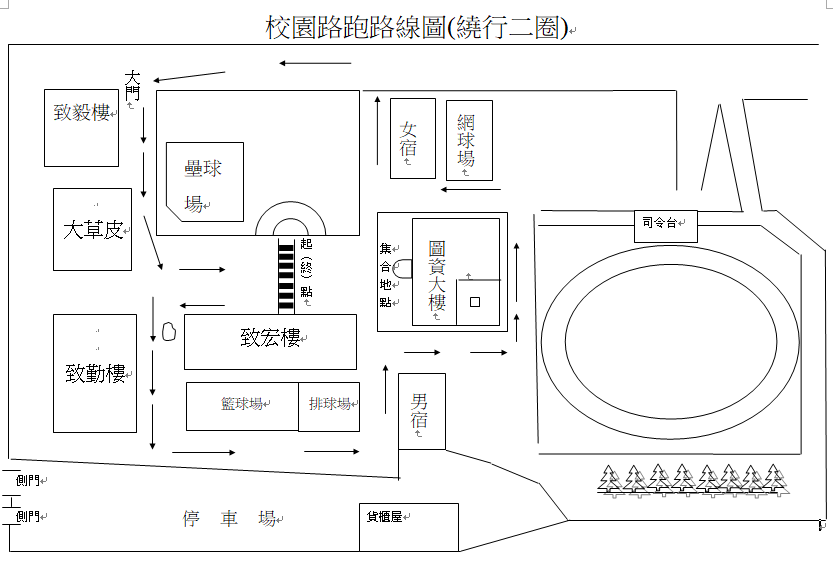 校園路跑路線圖(繞行二圈)
大門
致毅樓
壘球
場
女宿
網球場
大草皮
起（終）點
集合地點
圖資大樓
司令台
致宏樓
致勤樓
籃球場
排球場
男宿
側門
側門
停 車 場
貨櫃屋